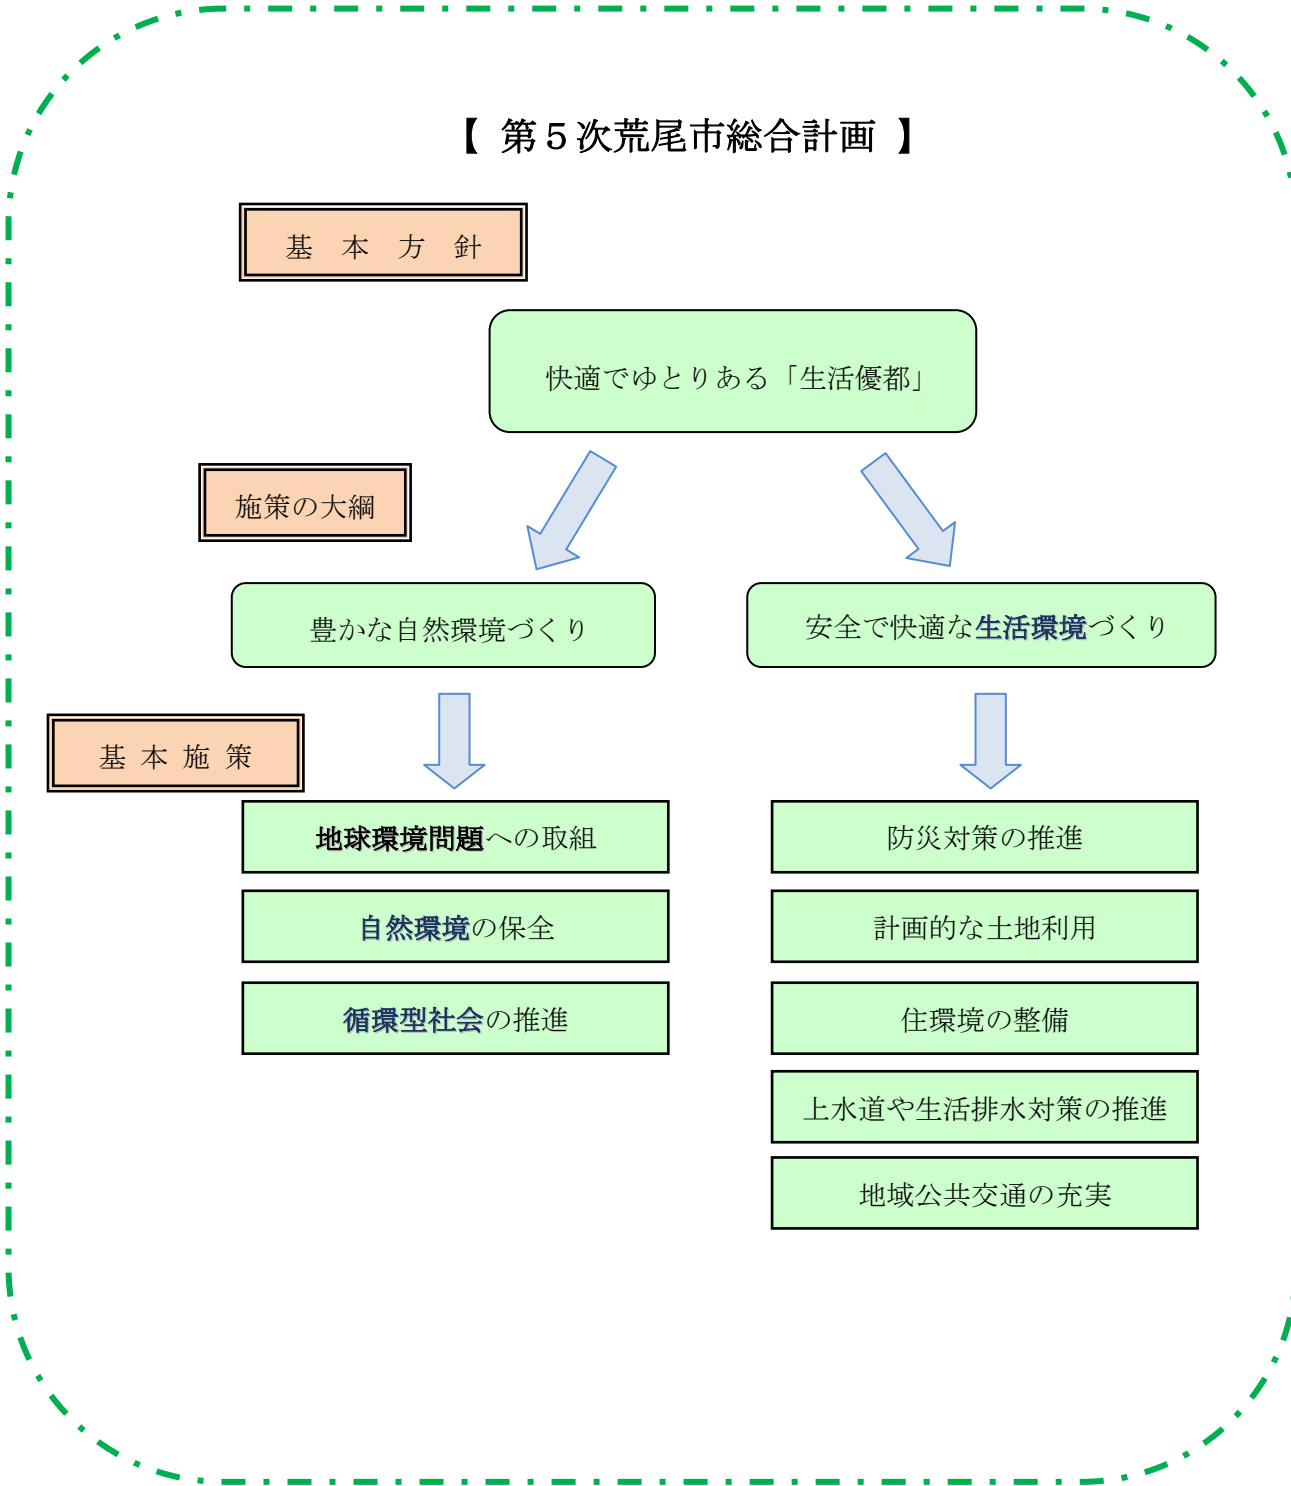 【 第５次荒尾市総合計画 】
基　本　方　針
快適でゆとりある「生活優都」
施策の大綱
豊かな自然環境づくり
安全で快適な生活環境づくり
基 本 施 策
地球環境問題への取組
自然環境の保全
循環型社会の推進
防災対策の推進
計画的な土地利用
住環境の整備
上水道や生活排水対策の推進
地域公共交通の充実